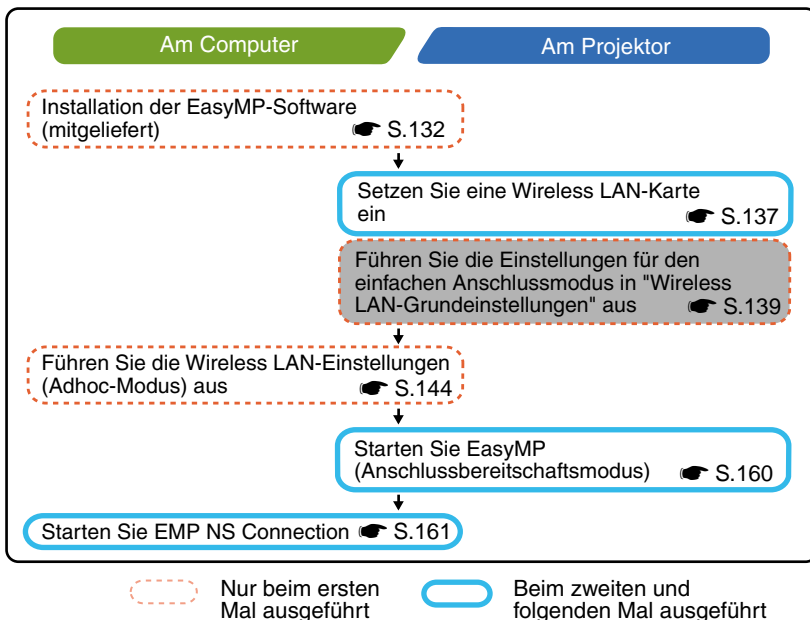 Am Computer
Am Projektor
Installation der EasyMP-Software
(mitgeliefert) ☛ S.132
Setzen Sie eine Wireless LAN-Karte
ein ☛ S.137
Führen Sie die Einstellungen für den
einfachen Anschlussmodus in "Wireless
LAN-Grundeinstellungen" aus ☛ S.139
Führen Sie die Wireless LAN-Einstellungen
(Adhoc-Modus) aus ☛ S.144
Starten Sie EasyMP
(Anschlussbereitschaftsmodus) ☛ S.160
Starten Sie EMP NS Connection ☛ S.161
Nur beim ersten
Mal ausgeführt
Beim zweiten und
folgenden Mal ausgeführt